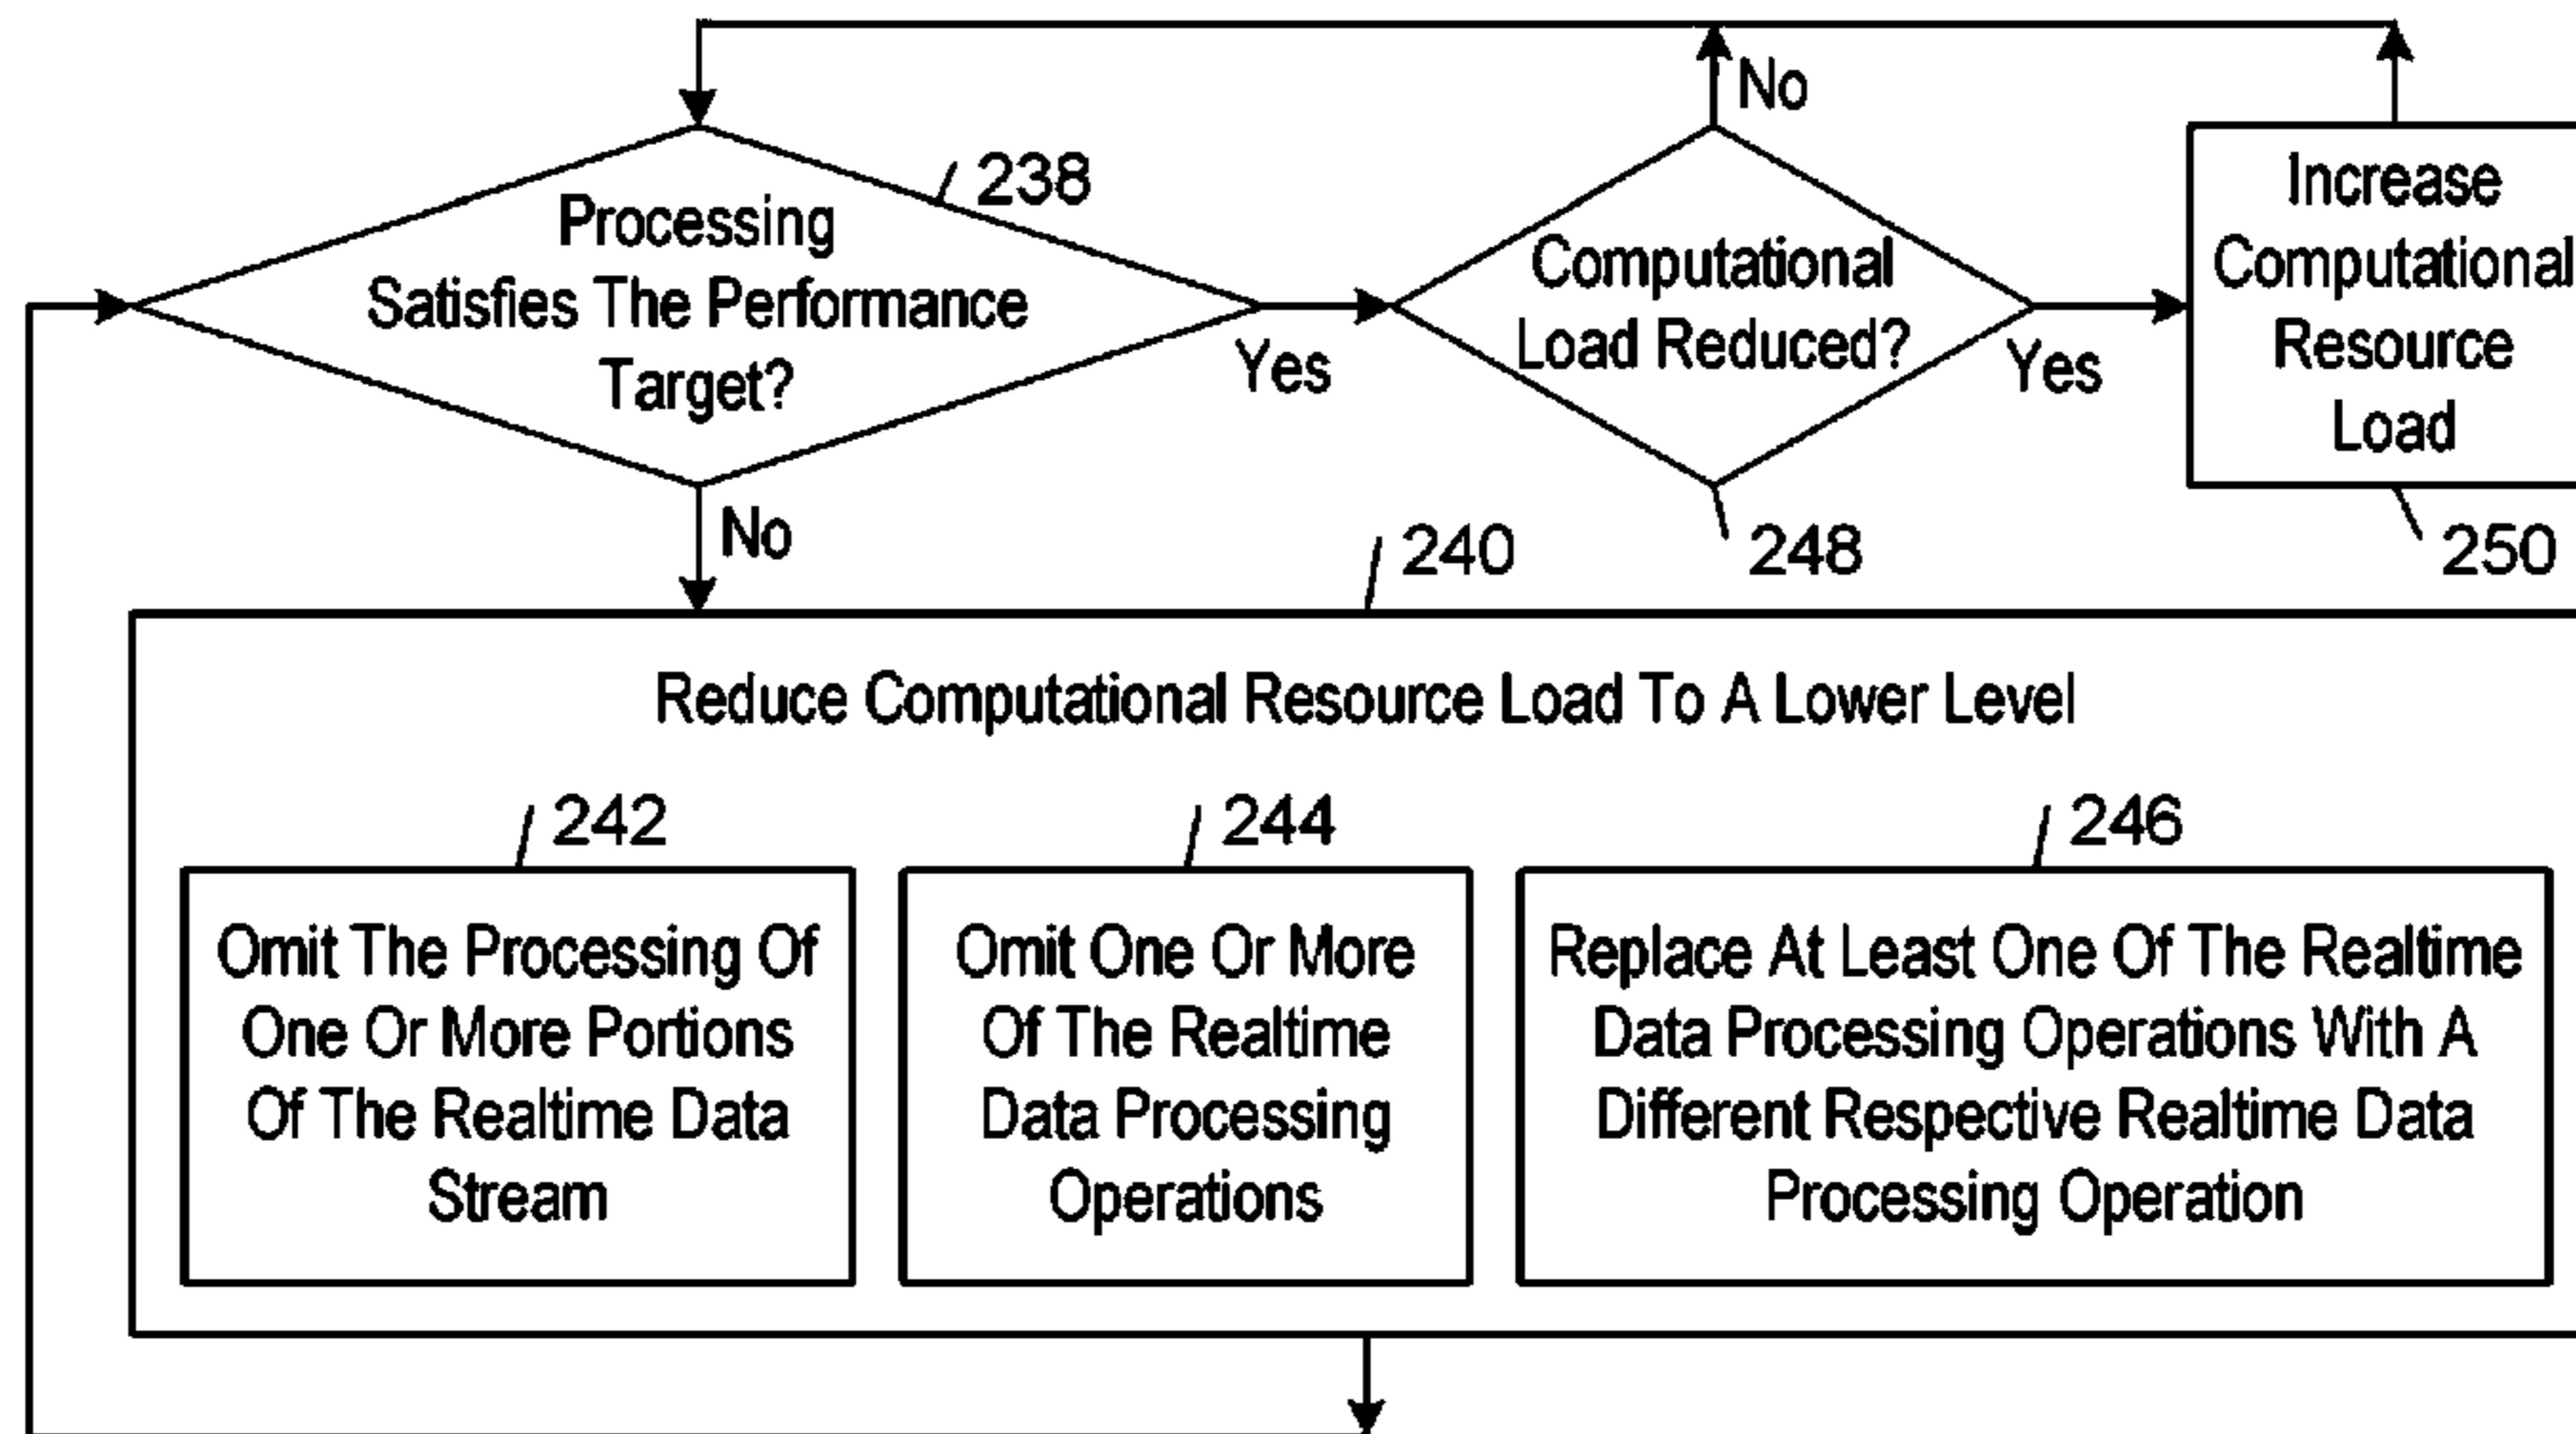 No
238
Processing
Satisfies The Performance
Target?
Yes
Computational
Load Reduced?
Yes
Increase
Computational
Resource
Load
No
240
248
250
Reduce Computational Resource Load To A Lower Level
242
244
246
Omit The Processing Of
One Or More Portions
Of The Realtime Data
Stream
Omit One Or More
Of The Realtime
Data Processing
Operations
Replace At Least One Of The Realtime
Data Processing Operations With A
Different Respective Realtime Data
Processing Operation